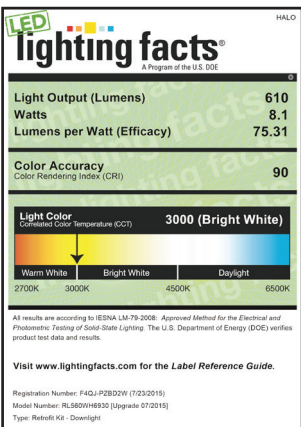 HALO
LED
lighting facts®
A Program of the U.S. DOE
Light Output (Lumens) 610
Watts 8.1
Lumens per Watt (Efficacy) 75.31
Color Accuracy
Color Rendering Index (CRI) 90
Light Color
Correlated Color Temperature (CCT) 3000 (Bright White)
Warm White Bright White Daylight
2700K 3000K 4500K 6500K
All results are according to IESNA LM-79-2008: Approved Method for the Electrical and
Photometric Testing of Solid-State Lighting. The U.S. Department of Energy (DOE) verifies
product test data and results.
Visit www.lightingfacts.com for the Label Reference Guide.
Registration Number: F4QJ-PZBD2W (7/23/2015)
Model Number: RL560WH6930 [Upgrade 07/2015]
Type: Retrofit Kit - Downlight